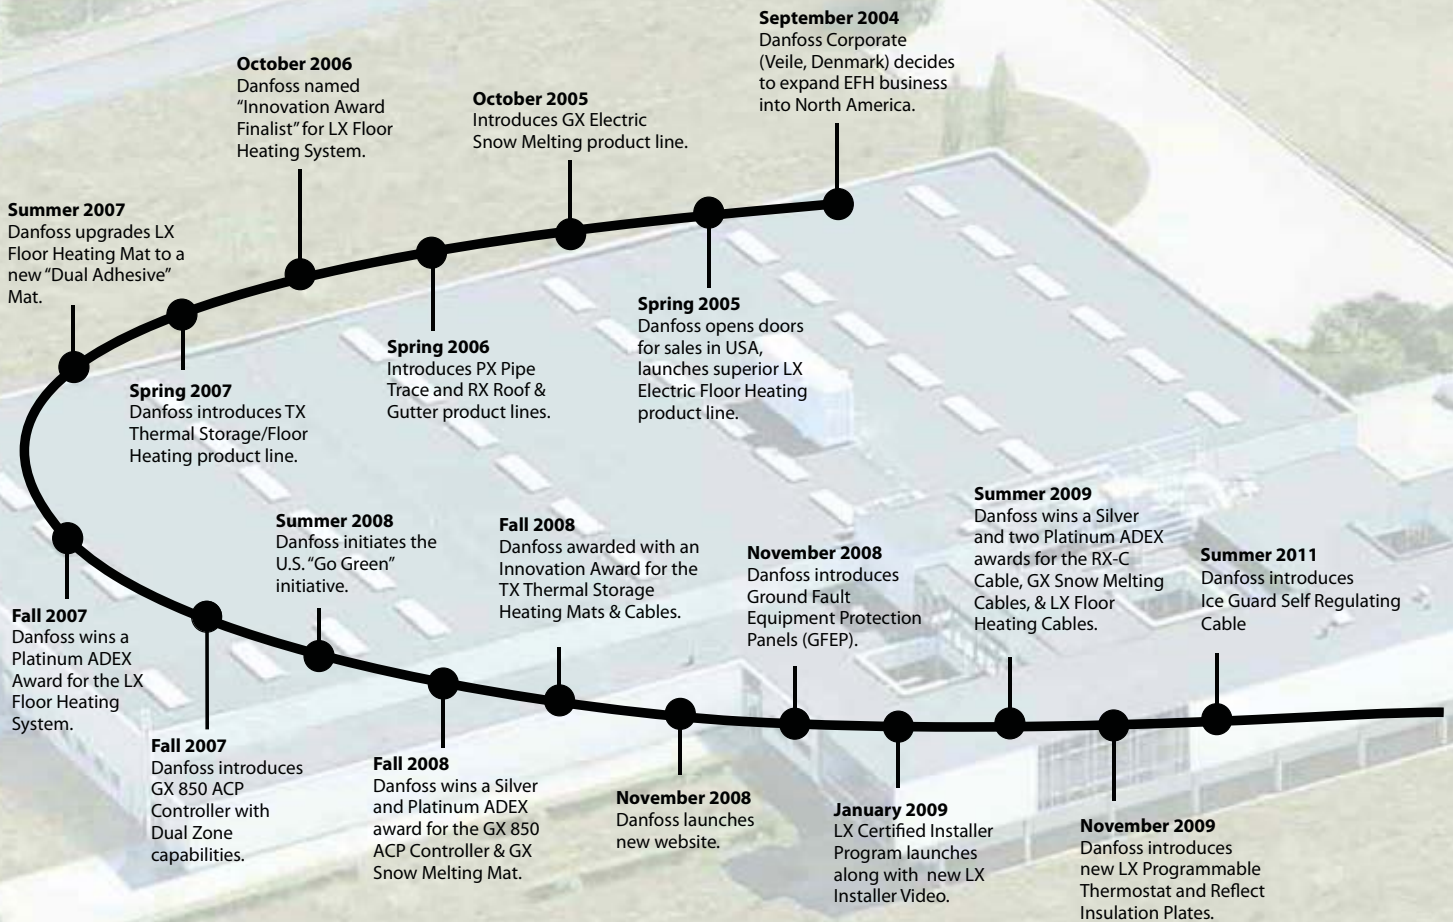 September 2004
Danfoss Corporate
(Veile, Denmark) decides
to expand EFH business
into North America.
Spring 2005
Danfoss opens doors
for sales in USA,
launches superior LX
Electric Floor Heating
product line.
October 2005
Introduces GX Electric
Snow Melting product line.
Spring 2006
Introduces PX Pipe
Trace and RX Roof &
Gutter product lines.
October 2006
Danfoss named
“Innovation Award
Finalist” for LX Floor
Heating System.
Spring 2007
Danfoss introduces TX
Thermal Storage/Floor
Heating product line.
Summer 2007
Danfoss upgrades LX
Floor Heating Mat to a
new “Dual Adhesive”
Mat.
Fall 2007
Danfoss wins a
Platinum ADEX
Award for the LX
Floor Heating
System.
Fall 2007
Danfoss introduces
GX 850 ACP
Controller with
Dual Zone
capabilities.
Summer 2008
Danfoss initiates the
U.S. “Go Green”
initiative.
Fall 2008
Danfoss wins a Silver
and Platinum ADEX
award for the GX 850
ACP Controller & GX
Snow Melting Mat.
Fall 2008
Danfoss awarded with an
Innovation Award for the
TX Thermal Storage
Heating Mats & Cables.
November 2008
Danfoss launches
new website.
November 2008
Danfoss introduces
Ground Fault
Equipment Protection
Panels (GFEP).
January 2009
LX Certified Installer
Program launches
along with new LX
Installer Video.
Summer 2009
Danfoss wins a Silver
and two Platinum ADEX
awards for the RX-C
Cable, GX Snow Melting
Cables, & LX Floor
Heating Cables.
November 2009
Danfoss introduces
new LX Programmable
Thermostat and Reflect
Insulation Plates.
Summer 2011
Danfoss introduces
Ice Guard Self Regulating
Cable